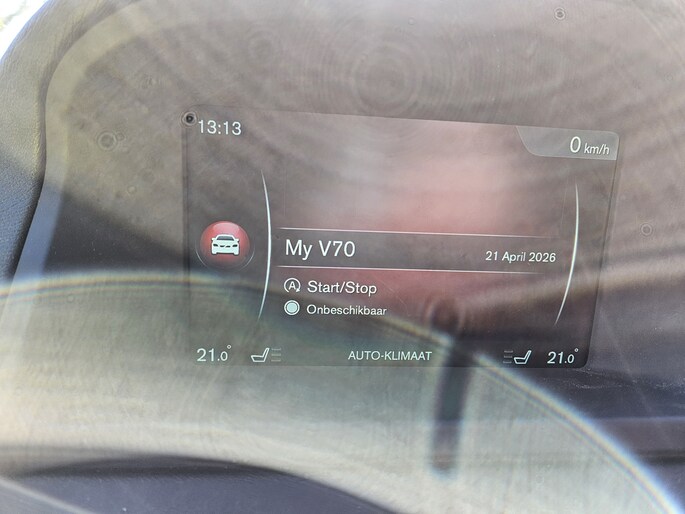 13:13
0 km/h
My V70
21 April 2026
Start/Stop
Onbeschikbaar
21.0°
AUTO-KLIMAAT
21.0°